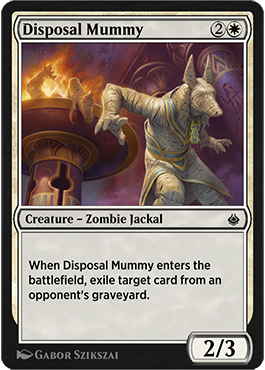 Disposal Mummy 2
Creature – Zombie Jackal
When Disposal Mummy enters the
battlefield, exile target card from an
opponent's graveyard.
Gabor Szikszai
2/3